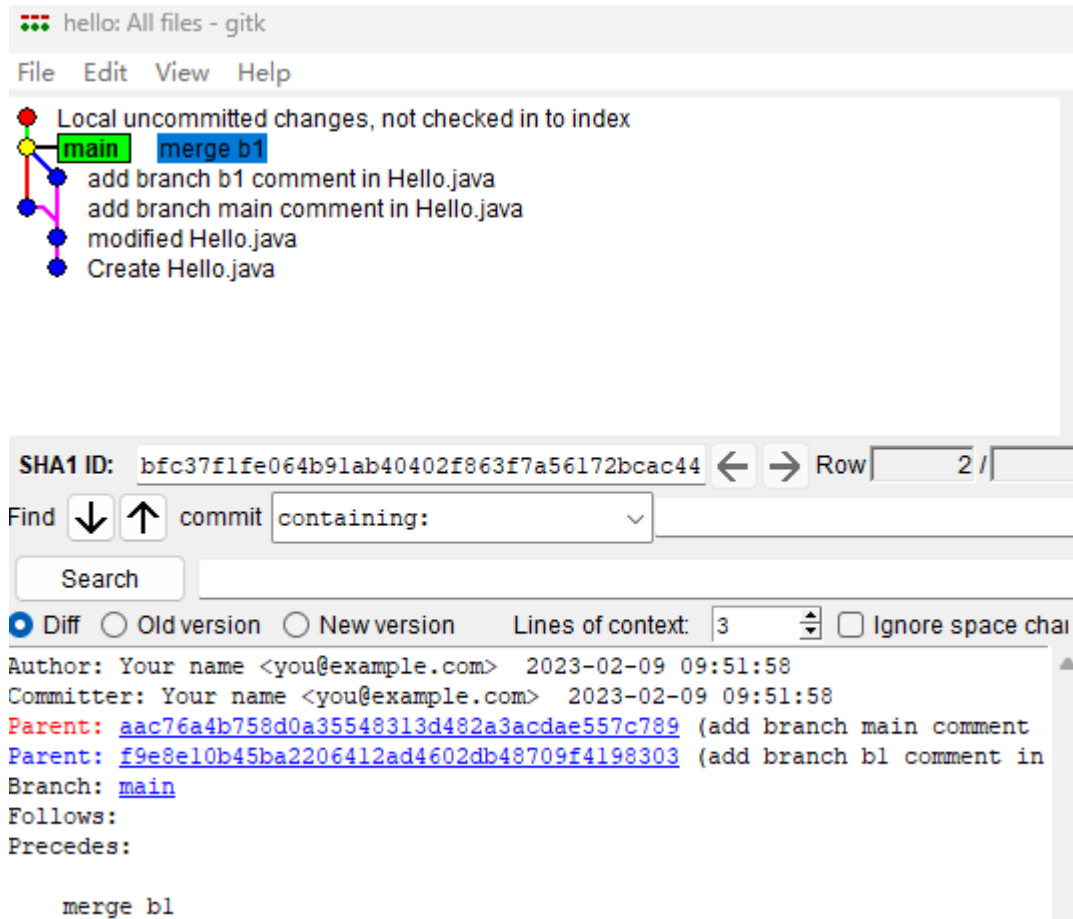 hello: All files - gitk
File Edit View Help
Local uncommitted changes, not checked in to index
main merge b1
add branch b1 comment in Hello.java
add branch main comment in Hello.java
modified Hello.java
Create Hello.java
SHA1 ID: bfc37f1fe064b91ab40402f863f7a56172bcac44 Row 2 /
Find commit containing:
Search
Diff Old version New version Lines of context: 3 Ignore space
Author: Your name <you@example.com> 2023-02-09 09:51:58
Committer: Your name <you@example.com> 2023-02-09 09:51:58
Parent: aac76a4b758d0a35548313d482a3acdae557c789 (add branch main comment
Parent: f9e8e10b45ba2206412ad4602db48709f4198303 (add branch b1 comment in
Branch: main
Follows:
Precedes:
merge b1